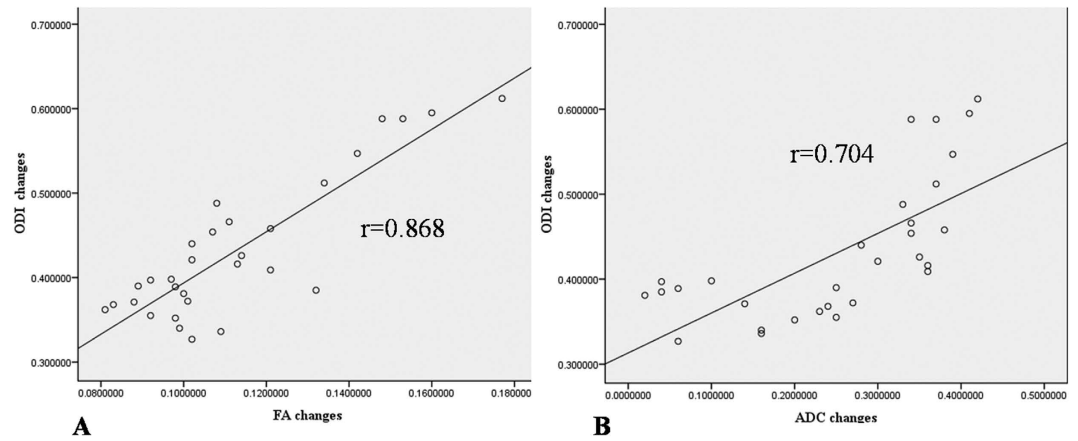 0.700000
0.600000
0.500000
0.400000
0.300000
ODI changes
r=0.868
0.0800000 0.1000000 0.1200000 0.1400000 0.1600000 0.1800000
FA changes
A
0.700000
0.600000
0.500000
0.400000
0.300000
ODI changes
r=0.704
0.0000000 0.1000000 0.2000000 0.3000000 0.4000000 0.5000000
ADC changes
B